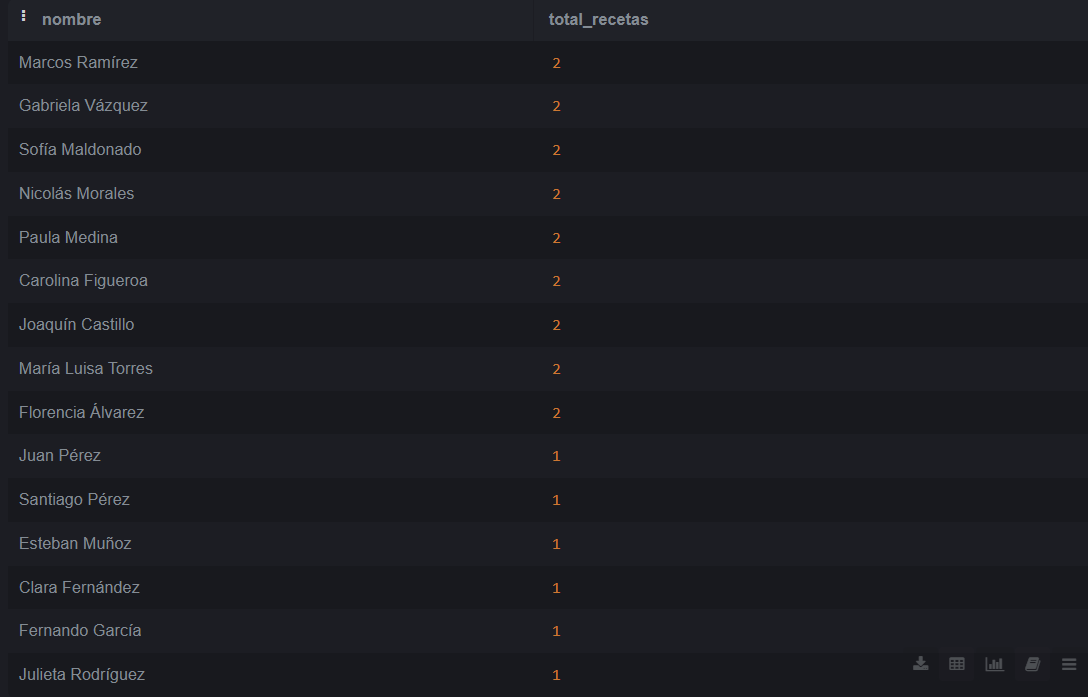 nombre total_recetas
Marcos Ramírez 2
Gabriela Vázquez 2
Sofía Maldonado 2
Nicolás Morales 2
Paula Medina 2
Carolina Figueroa 2
Joaquín Castillo 2
María Luisa Torres 2
Florencia Álvarez 2
Juan Pérez 1
Santiago Pérez 1
Esteban Muñoz 1
Clara Fernández 1
Fernando García 1
Julieta Rodríguez 1